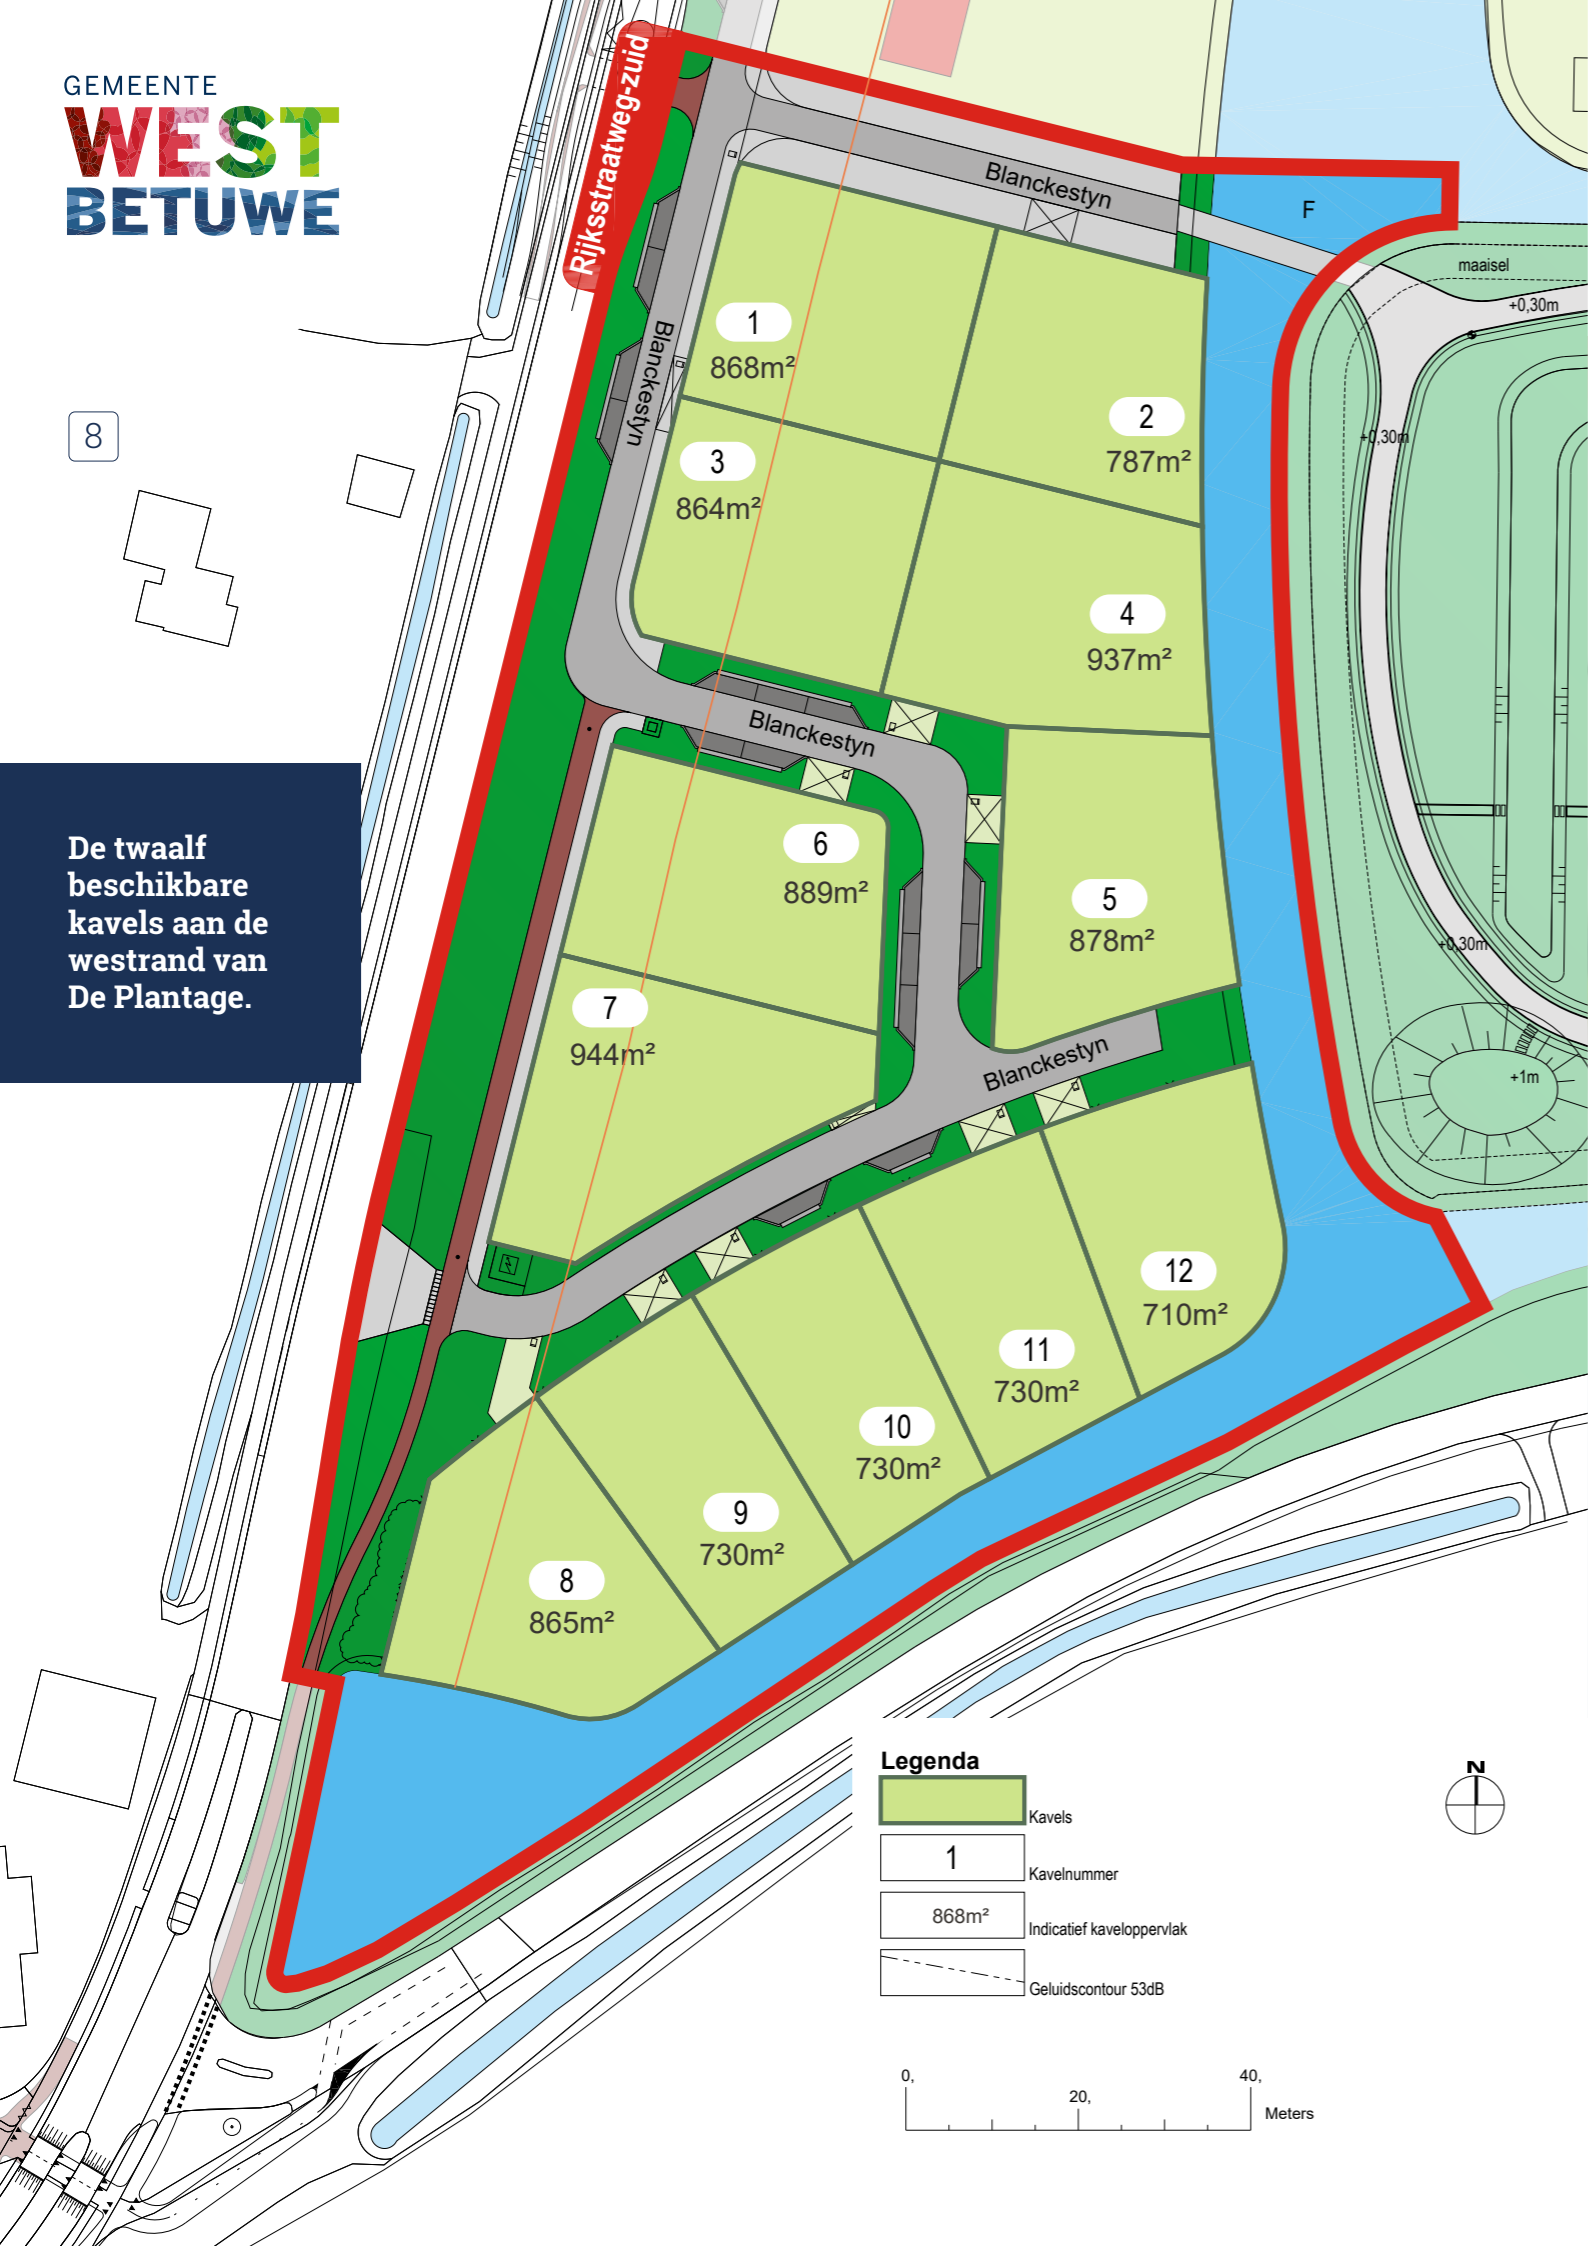 GEMEENTE
WEST
BETUWE
8
De twaalf
beschikbare
kavels aan de
westrand van
De Plantage.
Rijksstraatweg-zuid
Blanckestyn
F
maaisel
+0,30m
Blanckestyn
1
868m²
2
787m²
+0,30m
3
864m²
4
937m²
Blanckestyn
6
889m²
5
878m²
+0,30m
7
944m²
Blanckestyn
+1m
12
710m²
11
730m²
10
730m²
9
730m²
8
865m²
Legenda
Kavels
1
Kavelnummer
868m²
Indicatief kaveloppervlak
Geluidscontour 53dB
N
0,
20,
40,
Meters